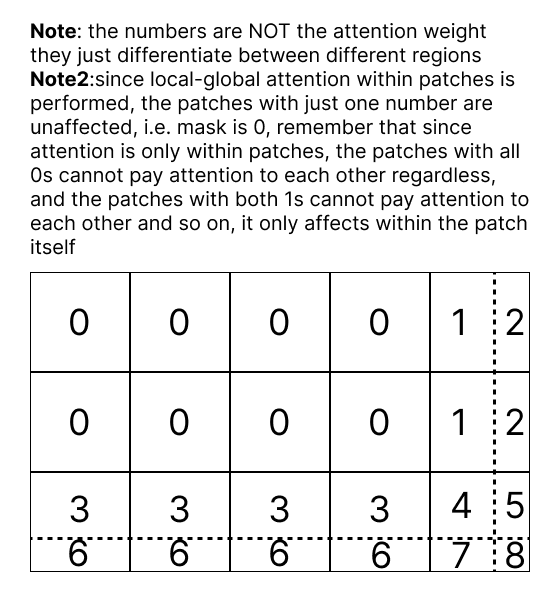 Note: the numbers are NOT the attention weight
they just differentiate between different regions
Note2:since local-global attention within patches is
performed, the patches with just one number are
unaffected, i.e. mask is 0, remember that since
attention is only within patches, the patches with all
0s cannot pay attention to each other regardless,
and the patches with both 1s cannot pay attention to
each other and so on, it only affects within the patch
itself
0 0 0 0 1 2
0 0 0 0 1 2
3 3 3 3 4 5
6 6 6 6 7 8